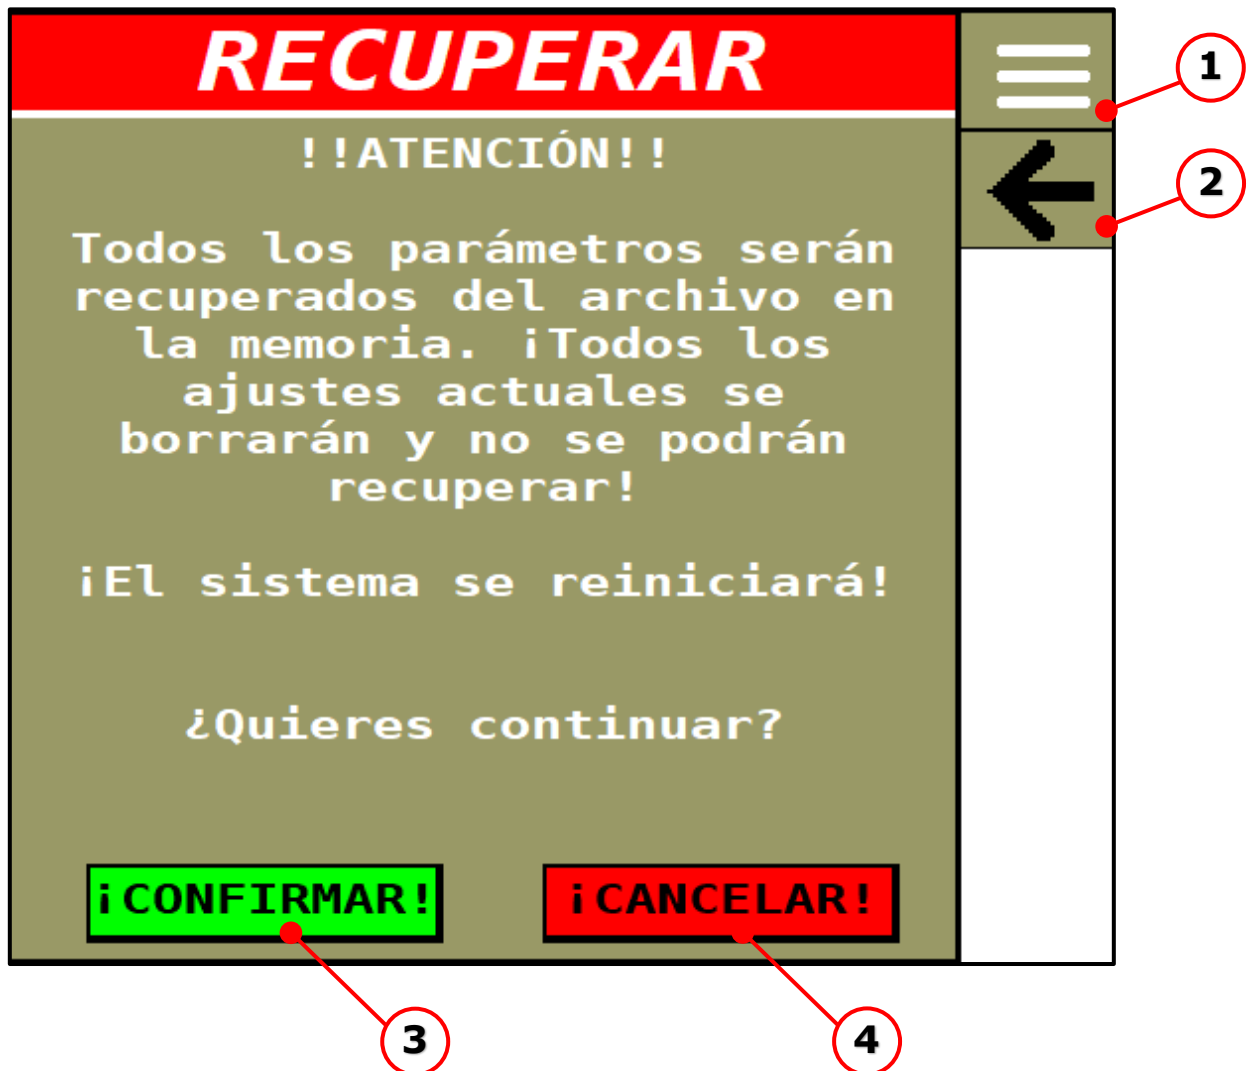 RECUPERAR
1
!!ATENCIÓN!!
2
Todos los parámetros serán
recuperados del archivo en
la memoria. ¡Todos los
ajustes actuales se
borrarán y no se podrán
recuperar!
¡El sistema se reiniciará!
¿Quieres continuar?
¡CONFIRMAR!
¡CANCELAR!
3
4